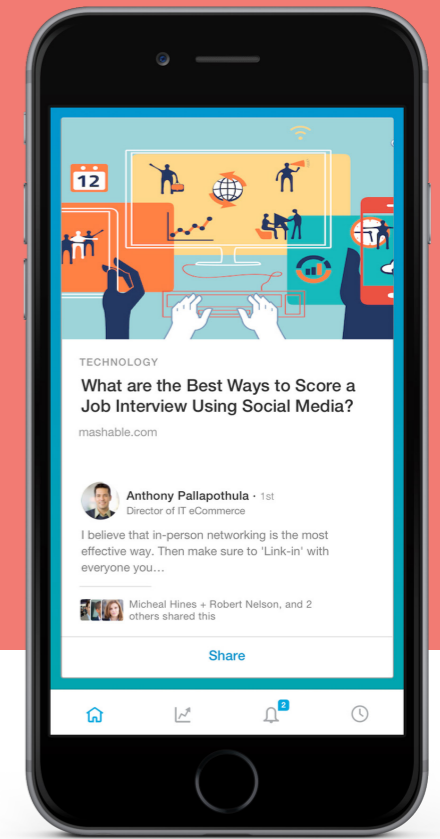 12
TECHNOLOGY
What are the Best Ways to Score a
Job Interview Using Social Media?
mashable.com
Anthony Pallapothula · 1st
Director of IT eCommerce
I believe that in-person networking is the most
effective way. Then make sure to 'Link-in' with
everyone you…
Micheal Hines + Robert Nelson, and 2
others shared this
Share
2